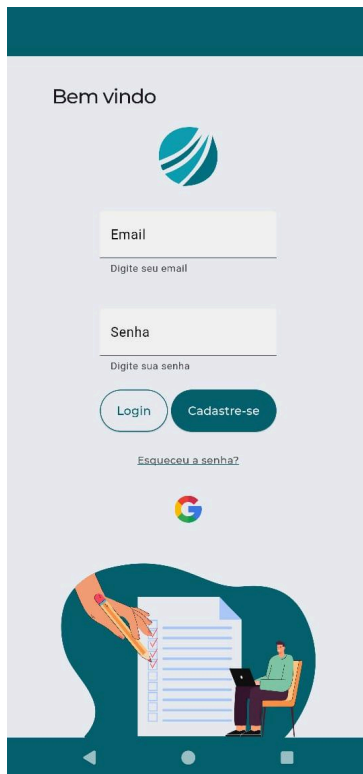 Bem vindo
Email
Digite seu email
Senha
Digite sua senha
Login Cadastre-se
Esqueceu a senha?
G